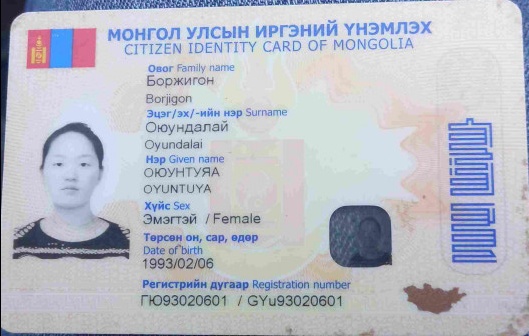 МОНГОЛ УЛСЫН ИРГЭНИЙ ҮНЭМЛЭХ
CITIZEN IDENTITY CARD OF MONGOLIA
Овог Family name
Боржигон
Borjigon
Эцэг/эх/-ийн нэр Surname
Оюундалай
Oyundalai
Нэр Given name
ОЮУНТУЯА
OYUNTUYA
Хүйс Sex
Эмэгтэй / Female
Төрсөн он, сар, өдөр
Date of birth
1993/02/06
Регистрийн дугаар Registration number
ГЮ93020601 / GYu93020601